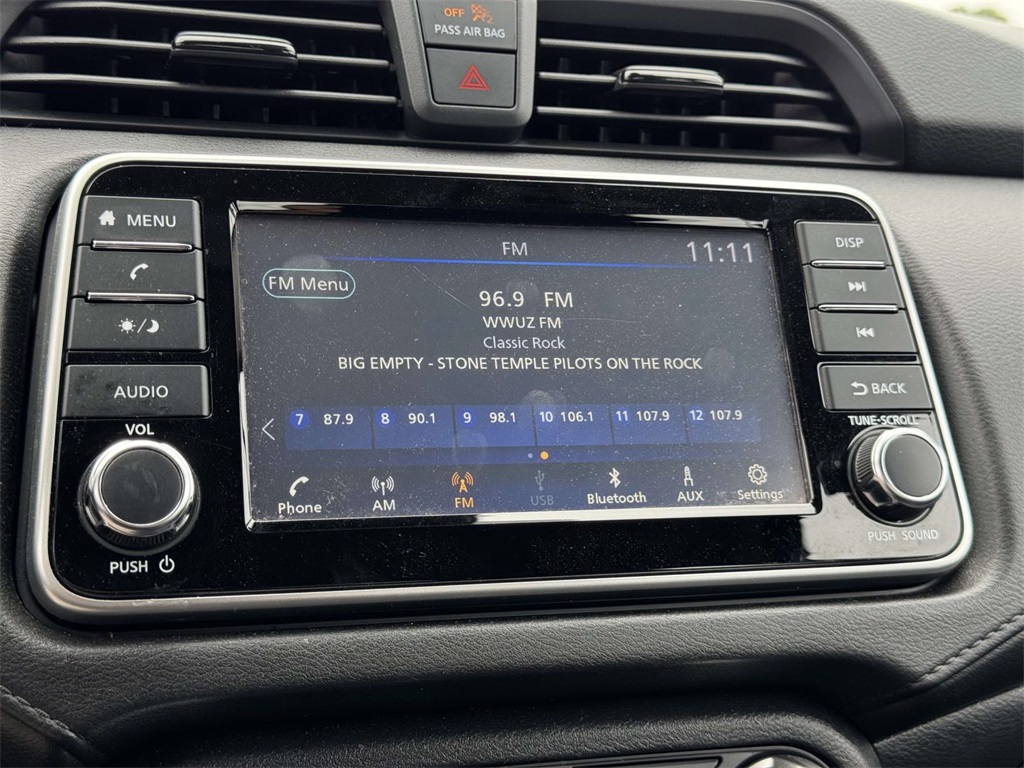 OFF
PASS AIR BAG
MENU
AUDIO
VOL
PUSH
FM
11:11
FM Menu
96.9 FM
WWUZ FM
Classic Rock
BIG EMPTY - STONE TEMPLE PILOTS ON THE ROCK
7 87.9 8 90.1 9 98.1 10 106.1 11 107.9 12 107.9
Phone AM FM USB Bluetooth AUX Settings
DISP
BACK
TUNE·SCROLL
PUSH SOUND